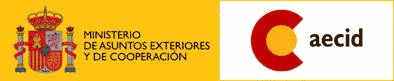 MINISTERIO
DE ASUNTOS EXTERIORES
Y DE COOPERACIÓN
aecid